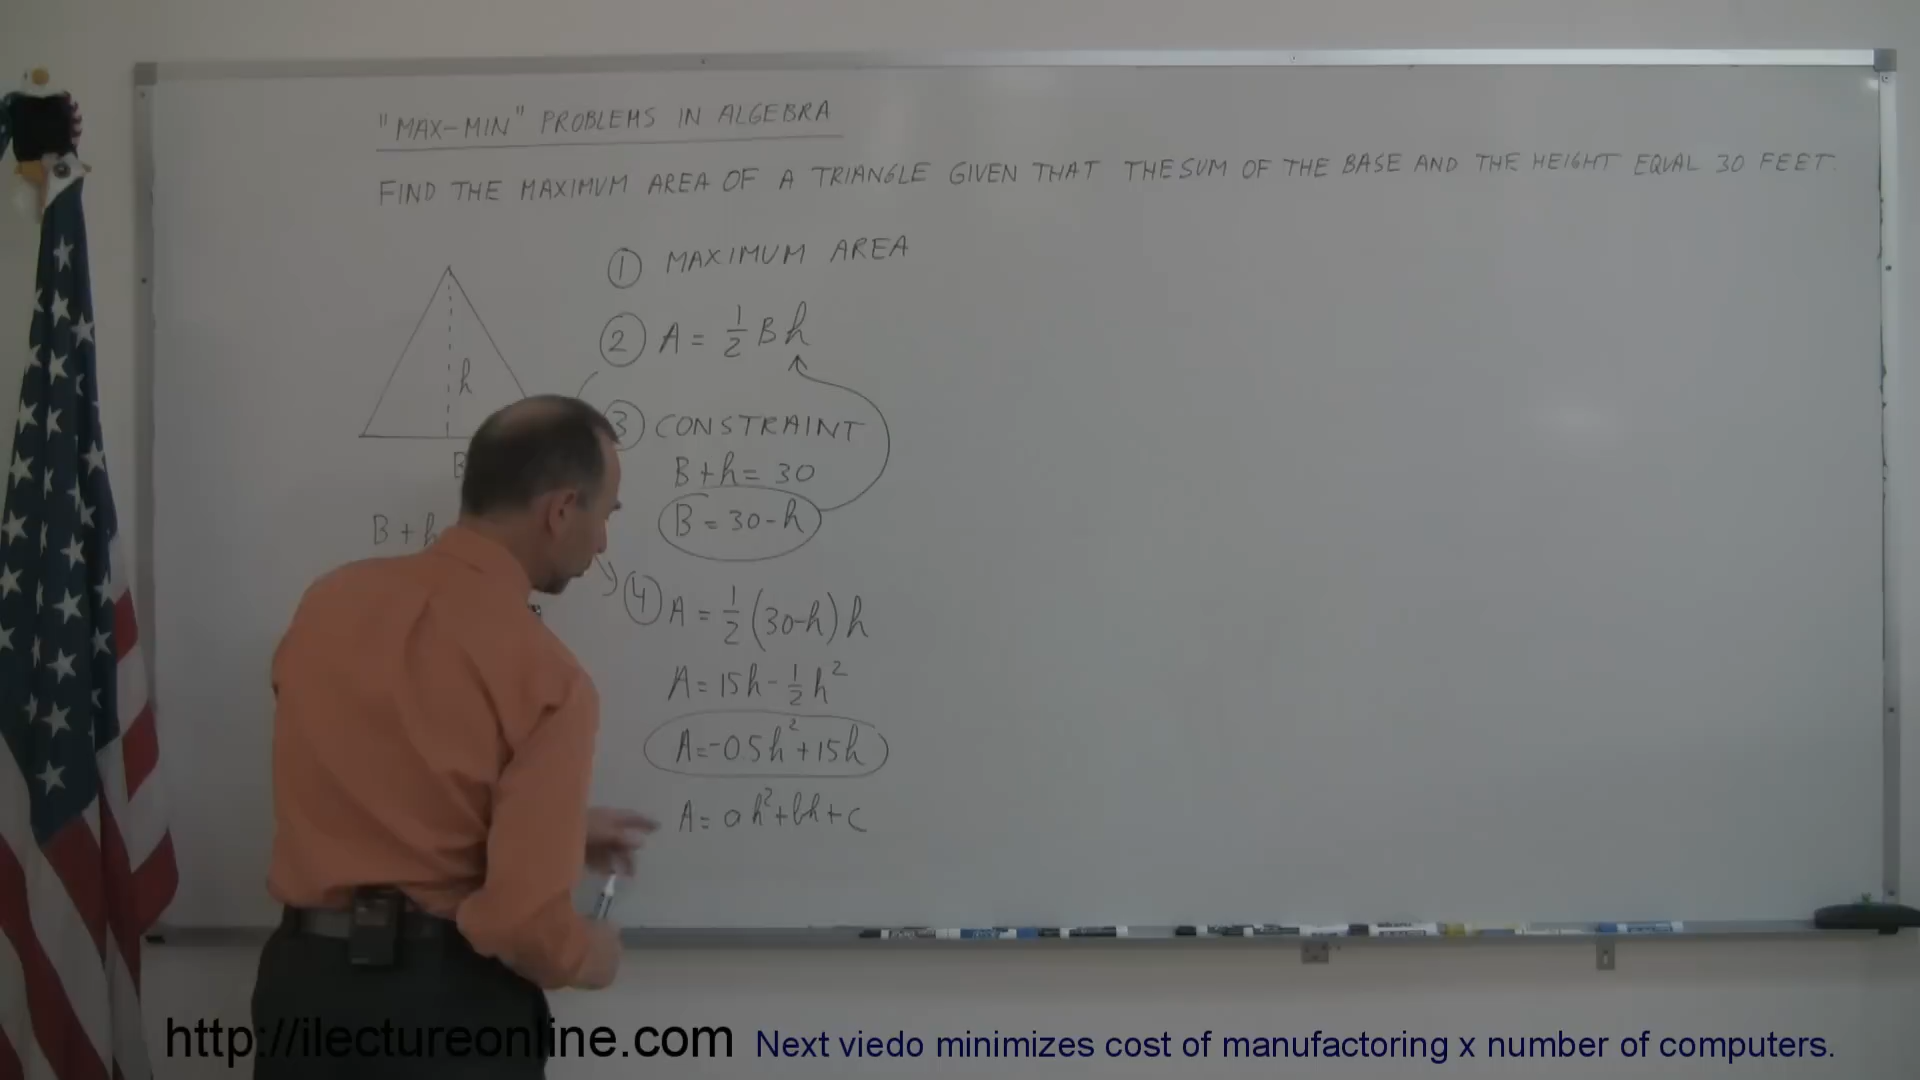 "MAX-MIN" PROBLEMS IN ALGEBRA
FIND THE MAXIMUM AREA OF A TRIANGLE GIVEN THAT THE SUM OF THE BASE AND THE HEIGHT EQUAL 30 FEET.
h
B
B + h
① MAXIMUM AREA
② A = 1/2 B h
③ CONSTRAINT
B + h = 30
B = 30 - h
④ A = 1/2 (30-h) h
A = 15h - 1/2 h²
A = -0.5h² + 15h
A = ah² + bh + c
http://ilectureonline.com
Next viedo minimizes cost of manufactoring x number of computers.